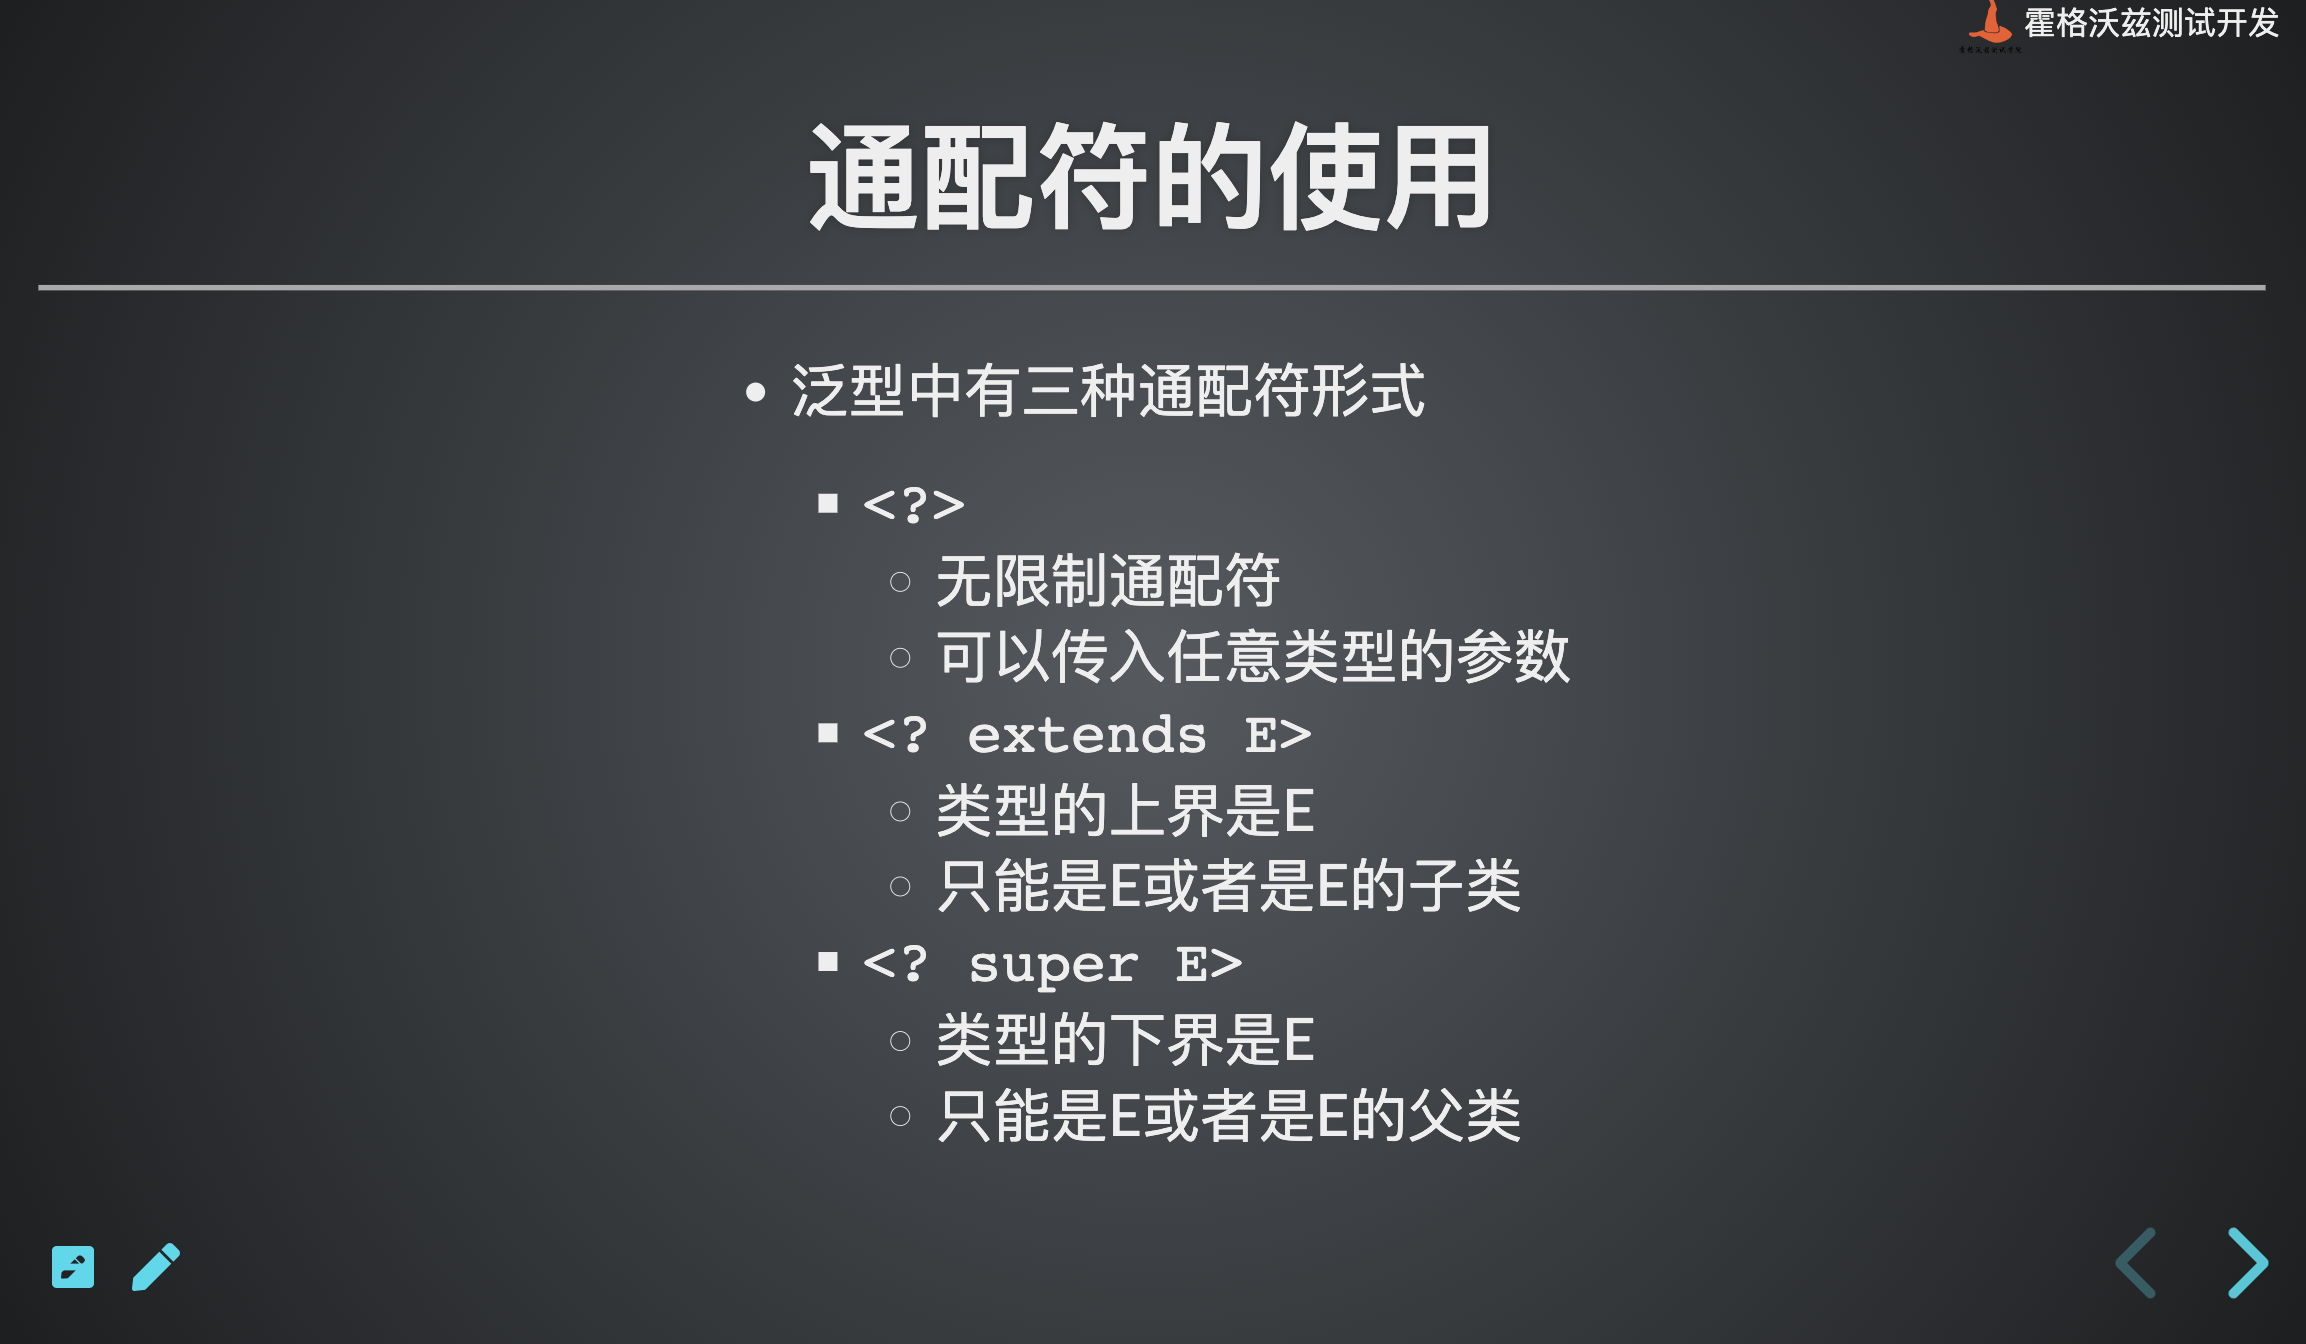 霍格沃兹测试开发
通配符的使用
• 泛型中有三种通配符形式
▪ <?>
○ 无限制通配符
○ 可以传入任意类型的参数
▪ <? extends E>
○ 类型的上界是E
○ 只能是E或者是E的子类
▪ <? super E>
○ 类型的下界是E
○ 只能是E或者是E的父类